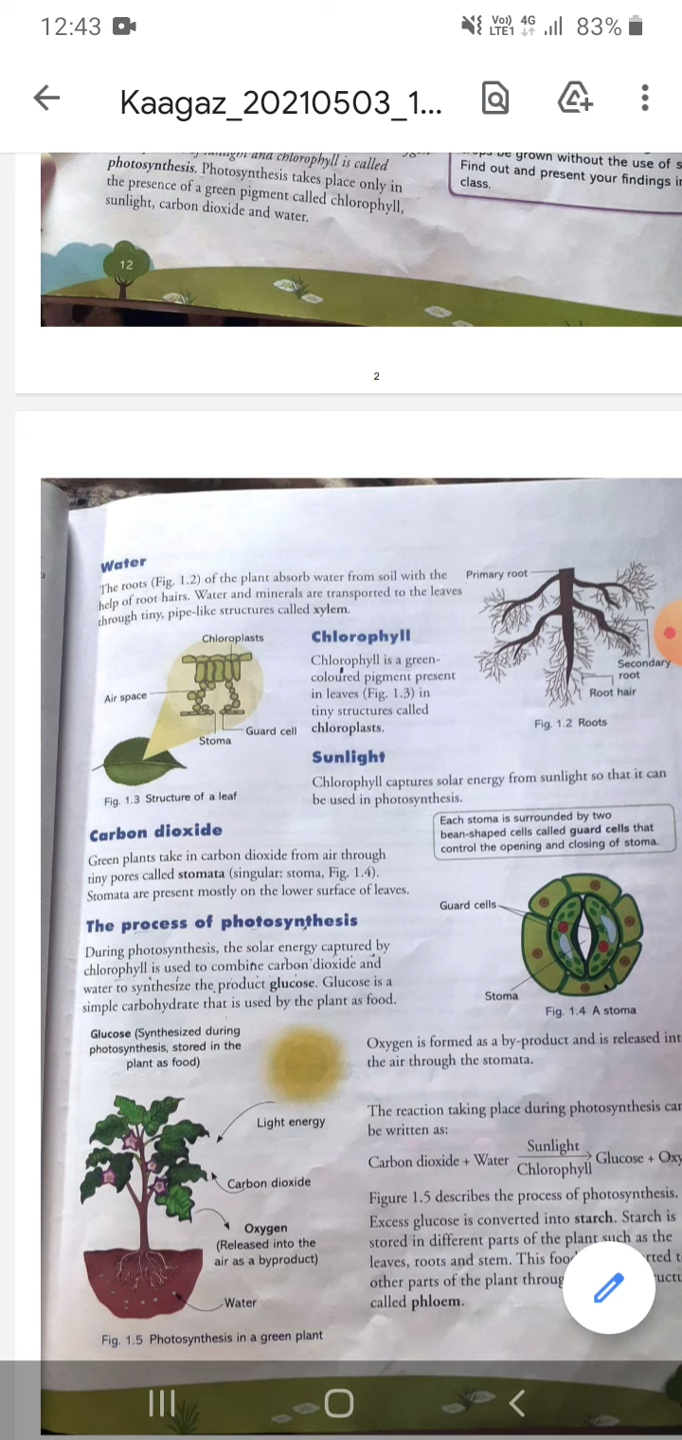 12:43
Vo)) 4G
LTE1
83%
Kaagaz_20210503_1...
and chlorophyll is called
photosynthesis. Photosynthesis takes place only in
the presence of a green pigment called chlorophyll,
sunlight, carbon dioxide and water.
be grown without the use of
Find out and present your findings
class.
12
2
Water
The roots (Fig. 1.2) of the plant absorb water from soil with the
help of root hairs. Water and minerals are transported to the leaves
through tiny, pipe-like structures called xylem.
Primary root
Secondary
root
Root hair
Fig. 1.2 Roots
Chloroplasts
Air space
Guard cell
Stoma
Fig. 1.3 Structure of a leaf
Chlorophyll
Chlorophyll is a green-
coloured pigment present
in leaves (Fig. 1.3) in
tiny structures called
chloroplasts.
Sunlight
Chlorophyll captures solar energy from sunlight so that it can
be used in photosynthesis.
Carbon dioxide
Green plants take in carbon dioxide from air through
tiny pores called stomata (singular: stoma, Fig. 1.4).
Stomata are present mostly on the lower surface of leaves.
Each stoma is surrounded by two
bean-shaped cells called guard cells that
control the opening and closing of stoma.
Guard cells
Stoma
Fig. 1.4 A stoma
The process of photosynthesis
During photosynthesis, the solar energy captured by
chlorophyll is used to combine carbon dioxide and
water to synthesize the product glucose. Glucose is a
simple carbohydrate that is used by the plant as food.
Glucose (Synthesized during
photosynthesis, stored in the
plant as food)
Light energy
Carbon dioxide
Oxygen
(Released into the
air as a byproduct)
Water
Fig. 1.5 Photosynthesis in a green plant
Oxygen is formed as a by-product and is released int
the air through the stomata.
The reaction taking place during photosynthesis can
be written as:
Carbon dioxide + Water Sunlight Glucose + Oxy
Chlorophyll
Figure 1.5 describes the process of photosynthesis.
Excess glucose is converted into starch. Starch is
stored in different parts of the plant such as the
leaves, roots and stem. This foo rted t
other parts of the plant throug uctu
called phloem.